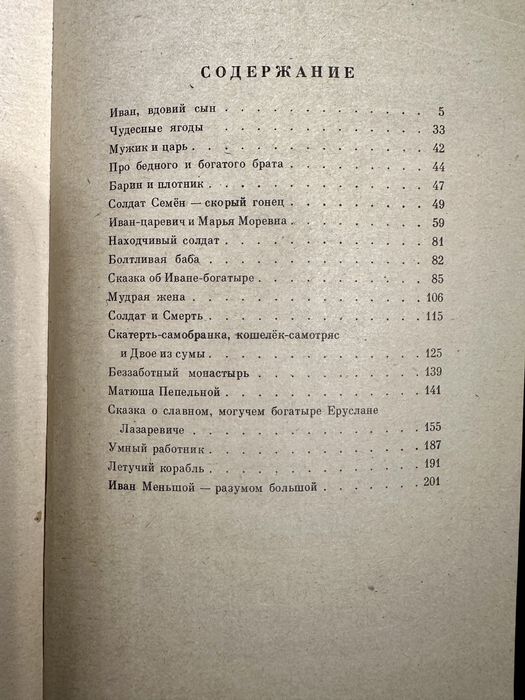 СОДЕРЖАНИЕ
Иван, вдовий сын . . . . . . . . . . . . 5
Чудесные ягоды . . . . . . . . . . . . 33
Мужик и царь . . . . . . . . . . . . . 42
Про бедного и богатого брата . . . . . . . . 44
Барин и плотник . . . . . . . . . . . . 47
Солдат Семён — скорый гонец . . . . . . . . 49
Иван-царевич и Марья Моревна . . . . . . . . 59
Находчивый солдат . . . . . . . . . . . 81
Болтливая баба . . . . . . . . . . . . 82
Сказка об Иване-богатыре . . . . . . . . . 85
Мудрая жена . . . . . . . . . . . . . 106
Солдат и Смерть . . . . . . . . . . . . 115
Скатерть-самобранка, кошелёк-самотряс
и Двое из сумы . . . . . . . . . . . . 125
Беззаботный монастырь . . . . . . . . . . 139
Матюша Пепельной . . . . . . . . . . . 141
Сказка о славном, могучем богатыре Еруслане
Лазаревиче . . . . . . . . . . . . . 155
Умный работник . . . . . . . . . . . . 187
Летучий корабль . . . . . . . . . . . . 191
Иван Меньшой — разумом большой . . . . . . 201